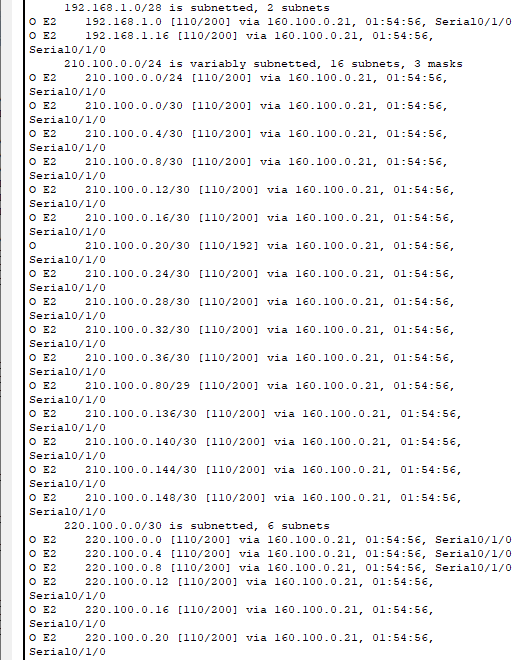 192.168.1.0/28 is subnetted, 2 subnets
O E2 192.168.1.0 [110/200] via 160.100.0.21, 01:54:56, Serial0/1/0
O E2 192.168.1.16 [110/200] via 160.100.0.21, 01:54:56,
Serial0/1/0
210.100.0.0/24 is variably subnetted, 16 subnets, 3 masks
O E2 210.100.0.0/24 [110/200] via 160.100.0.21, 01:54:56,
Serial0/1/0
O E2 210.100.0.0/30 [110/200] via 160.100.0.21, 01:54:56,
Serial0/1/0
O E2 210.100.0.4/30 [110/200] via 160.100.0.21, 01:54:56,
Serial0/1/0
O E2 210.100.0.8/30 [110/200] via 160.100.0.21, 01:54:56,
Serial0/1/0
O E2 210.100.0.12/30 [110/200] via 160.100.0.21, 01:54:56,
Serial0/1/0
O E2 210.100.0.16/30 [110/200] via 160.100.0.21, 01:54:56,
Serial0/1/0
O 210.100.0.20/30 [110/192] via 160.100.0.21, 01:54:56,
Serial0/1/0
O E2 210.100.0.24/30 [110/200] via 160.100.0.21, 01:54:56,
Serial0/1/0
O E2 210.100.0.28/30 [110/200] via 160.100.0.21, 01:54:56,
Serial0/1/0
O E2 210.100.0.32/30 [110/200] via 160.100.0.21, 01:54:56,
Serial0/1/0
O E2 210.100.0.36/30 [110/200] via 160.100.0.21, 01:54:56,
Serial0/1/0
O E2 210.100.0.80/29 [110/200] via 160.100.0.21, 01:54:56,
Serial0/1/0
O E2 210.100.0.136/30 [110/200] via 160.100.0.21, 01:54:56,
Serial0/1/0
O E2 210.100.0.140/30 [110/200] via 160.100.0.21, 01:54:56,
Serial0/1/0
O E2 210.100.0.144/30 [110/200] via 160.100.0.21, 01:54:56,
Serial0/1/0
O E2 210.100.0.148/30 [110/200] via 160.100.0.21, 01:54:56,
Serial0/1/0
220.100.0.0/30 is subnetted, 6 subnets
O E2 220.100.0.0 [110/200] via 160.100.0.21, 01:54:56, Serial0/1/0
O E2 220.100.0.4 [110/200] via 160.100.0.21, 01:54:56, Serial0/1/0
O E2 220.100.0.8 [110/200] via 160.100.0.21, 01:54:56, Serial0/1/0
O E2 220.100.0.12 [110/200] via 160.100.0.21, 01:54:56,
Serial0/1/0
O E2 220.100.0.16 [110/200] via 160.100.0.21, 01:54:56,
Serial0/1/0
O E2 220.100.0.20 [110/200] via 160.100.0.21, 01:54:56,
Serial0/1/0